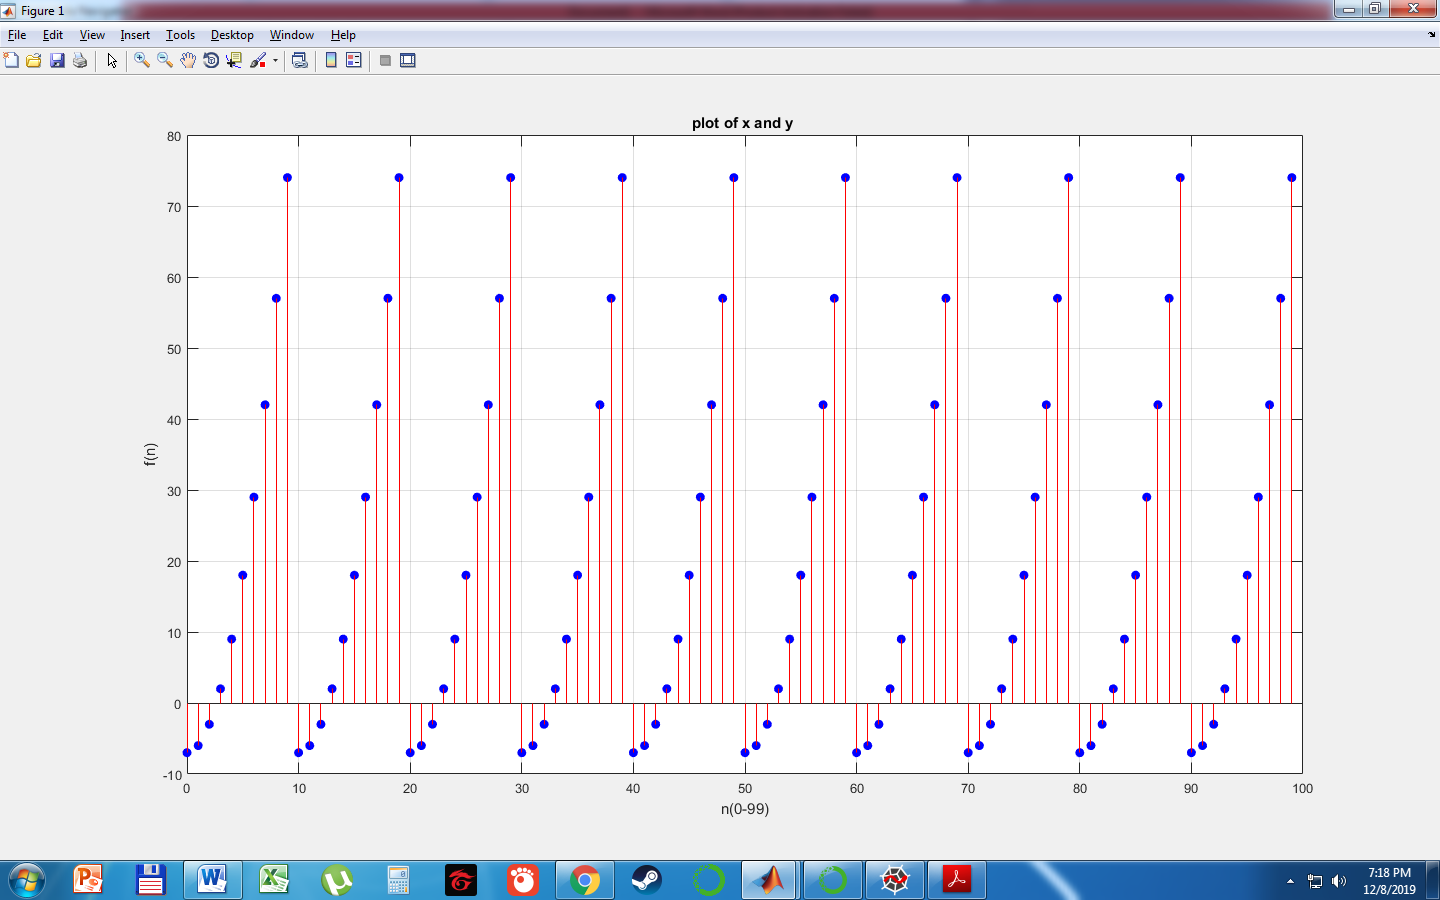 Figure 1
File Edit View Insert Tools Desktop Window Help
plot of x and y
80
70
60
50
40
30
20
10
0
-10
f(n)
0 10 20 30 40 50 60 70 80 90 100
n(0-99)
7:18 PM
12/8/2019